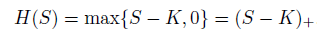 H(S) = max{S − K, 0} = (S − K)₊